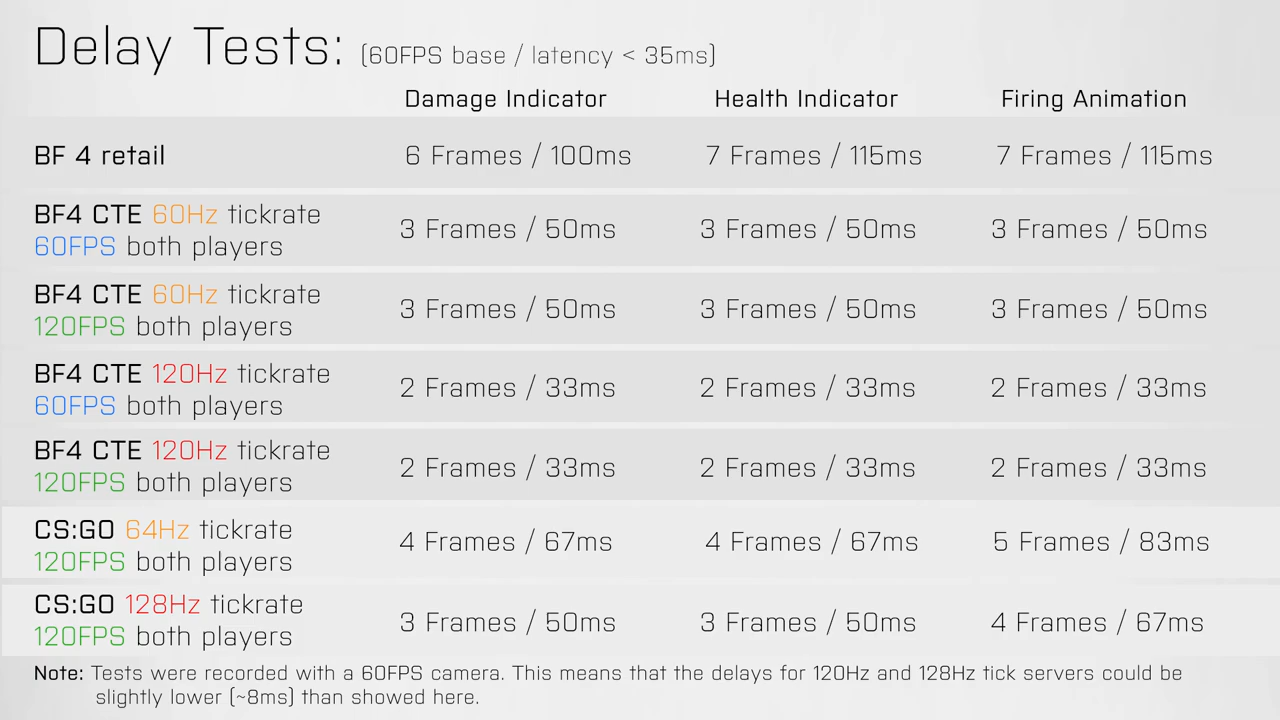 Delay Tests: (60FPS base / latency < 35ms)
Damage Indicator Health Indicator Firing Animation
BF 4 retail 6 Frames / 100ms 7 Frames / 115ms 7 Frames / 115ms
BF4 CTE 60Hz tickrate
60FPS both players
3 Frames / 50ms 3 Frames / 50ms 3 Frames / 50ms
BF4 CTE 60Hz tickrate
120FPS both players
3 Frames / 50ms 3 Frames / 50ms 3 Frames / 50ms
BF4 CTE 120Hz tickrate
60FPS both players
2 Frames / 33ms 2 Frames / 33ms 2 Frames / 33ms
BF4 CTE 120Hz tickrate
120FPS both players
2 Frames / 33ms 2 Frames / 33ms 2 Frames / 33ms
CS:GO 64Hz tickrate
120FPS both players
4 Frames / 67ms 4 Frames / 67ms 5 Frames / 83ms
CS:GO 128Hz tickrate
120FPS both players
3 Frames / 50ms 3 Frames / 50ms 4 Frames / 67ms
Note: Tests were recorded with a 60FPS camera. This means that the delays for 120Hz and 128Hz tick servers could be
slightly lower (~8ms) than showed here.